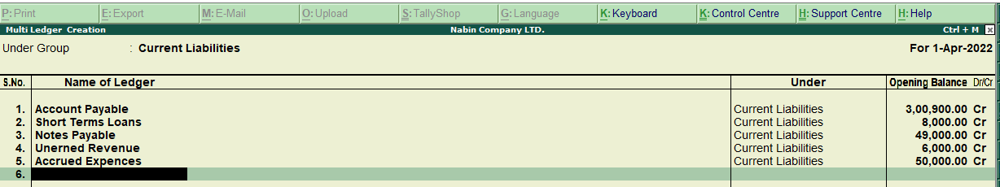 P: Print E: Export M: E-Mail O: Upload S: TallyShop G: Language K: Keyboard K: Control Centre H: Support Centre H: Help
Multi Ledger Creation Nabin Company LTD. Ctrl + M
Under Group : Current Liabilities For 1-Apr-2022
S.No. Name of Ledger Under Opening Balance Dr/Cr
1. Account Payable Current Liabilities 3,00,900.00 Cr
2. Short Terms Loans Current Liabilities 8,000.00 Cr
3. Notes Payable Current Liabilities 49,000.00 Cr
4. Unerned Revenue Current Liabilities 6,000.00 Cr
5. Accrued Expences Current Liabilities 50,000.00 Cr
6.